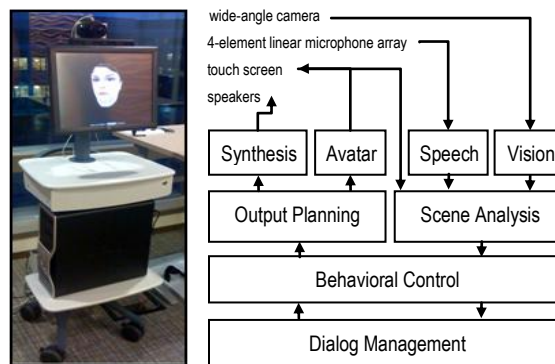 wide-angle camera
4-element linear microphone array
touch screen
speakers
Synthesis
Avatar
Speech
Vision
Output Planning
Scene Analysis
Behavioral Control
Dialog Management